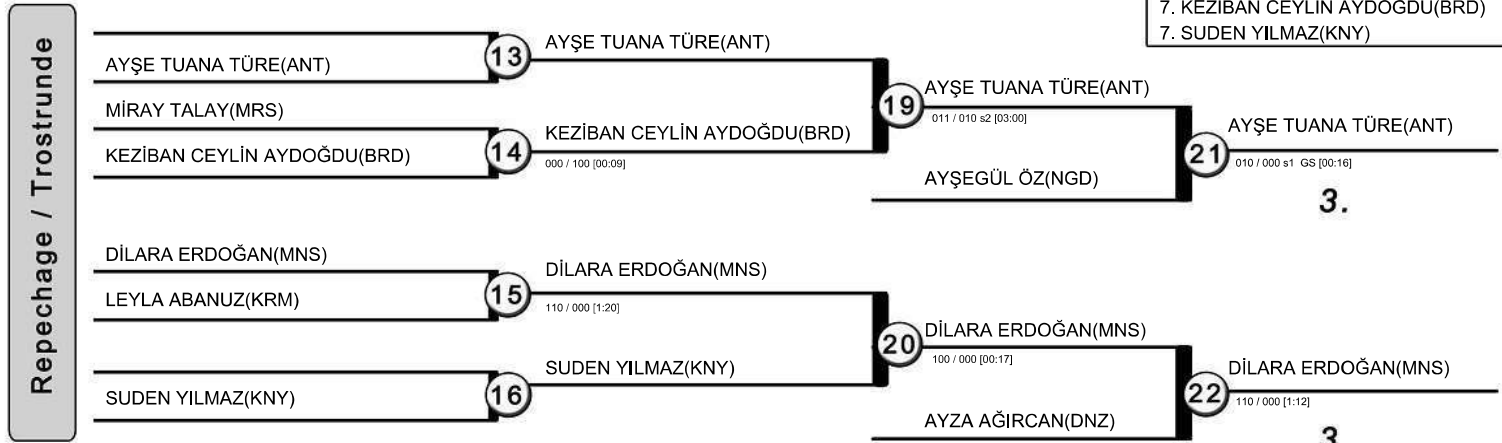 7. KEZİBAN CEYLİN AYDOĞDU(BRD)
7. SUDEN YILMAZ(KNY)
Repechage / Trostrunde
AYŞE TUANA TÜRE(ANT)
13
AYŞE TUANA TÜRE(ANT)
MİRAY TALAY(MRS)
KEZİBAN CEYLİN AYDOĞDU(BRD)
14
KEZİBAN CEYLİN AYDOĞDU(BRD)
000 / 100 [00:09]
19
AYŞE TUANA TÜRE(ANT)
011 / 010 s2 [03:00]
AYŞEGÜL ÖZ(NGD)
21
AYŞE TUANA TÜRE(ANT)
010 / 000 s1 GS [00:16]
3.
DİLARA ERDOĞAN(MNS)
LEYLA ABANUZ(KRM)
15
DİLARA ERDOĞAN(MNS)
110 / 000 [1:20]
SUDEN YILMAZ(KNY)
16
SUDEN YILMAZ(KNY)
20
DİLARA ERDOĞAN(MNS)
100 / 000 [00:17]
AYZA AĞIRCAN(DNZ)
22
DİLARA ERDOĞAN(MNS)
110 / 000 [1:12]
3